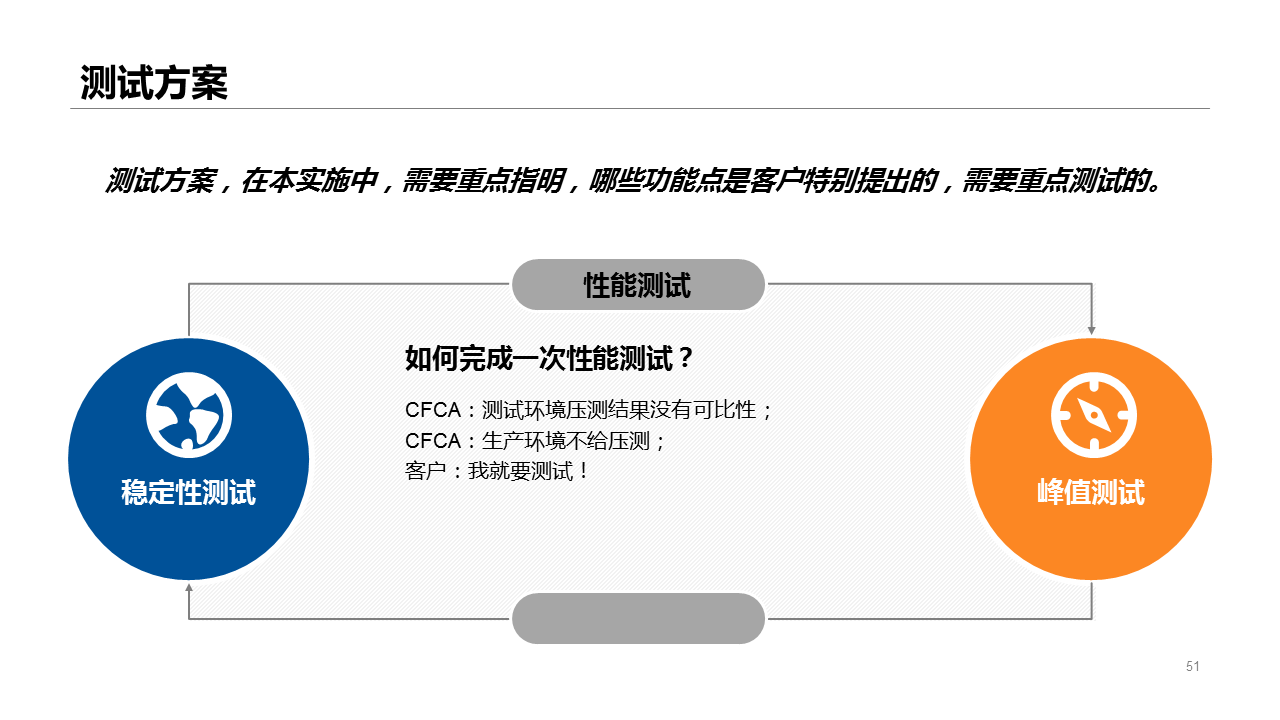 测试方案
测试方案，在本实施中，需要重点指明，哪些功能点是客户特别提出的，需要重点测试的。
性能测试
如何完成一次性能测试？
CFCA：测试环境压测结果没有可比性；
CFCA：生产环境不给压测；
客户：我就要测试！
稳定性测试
峰值测试
51